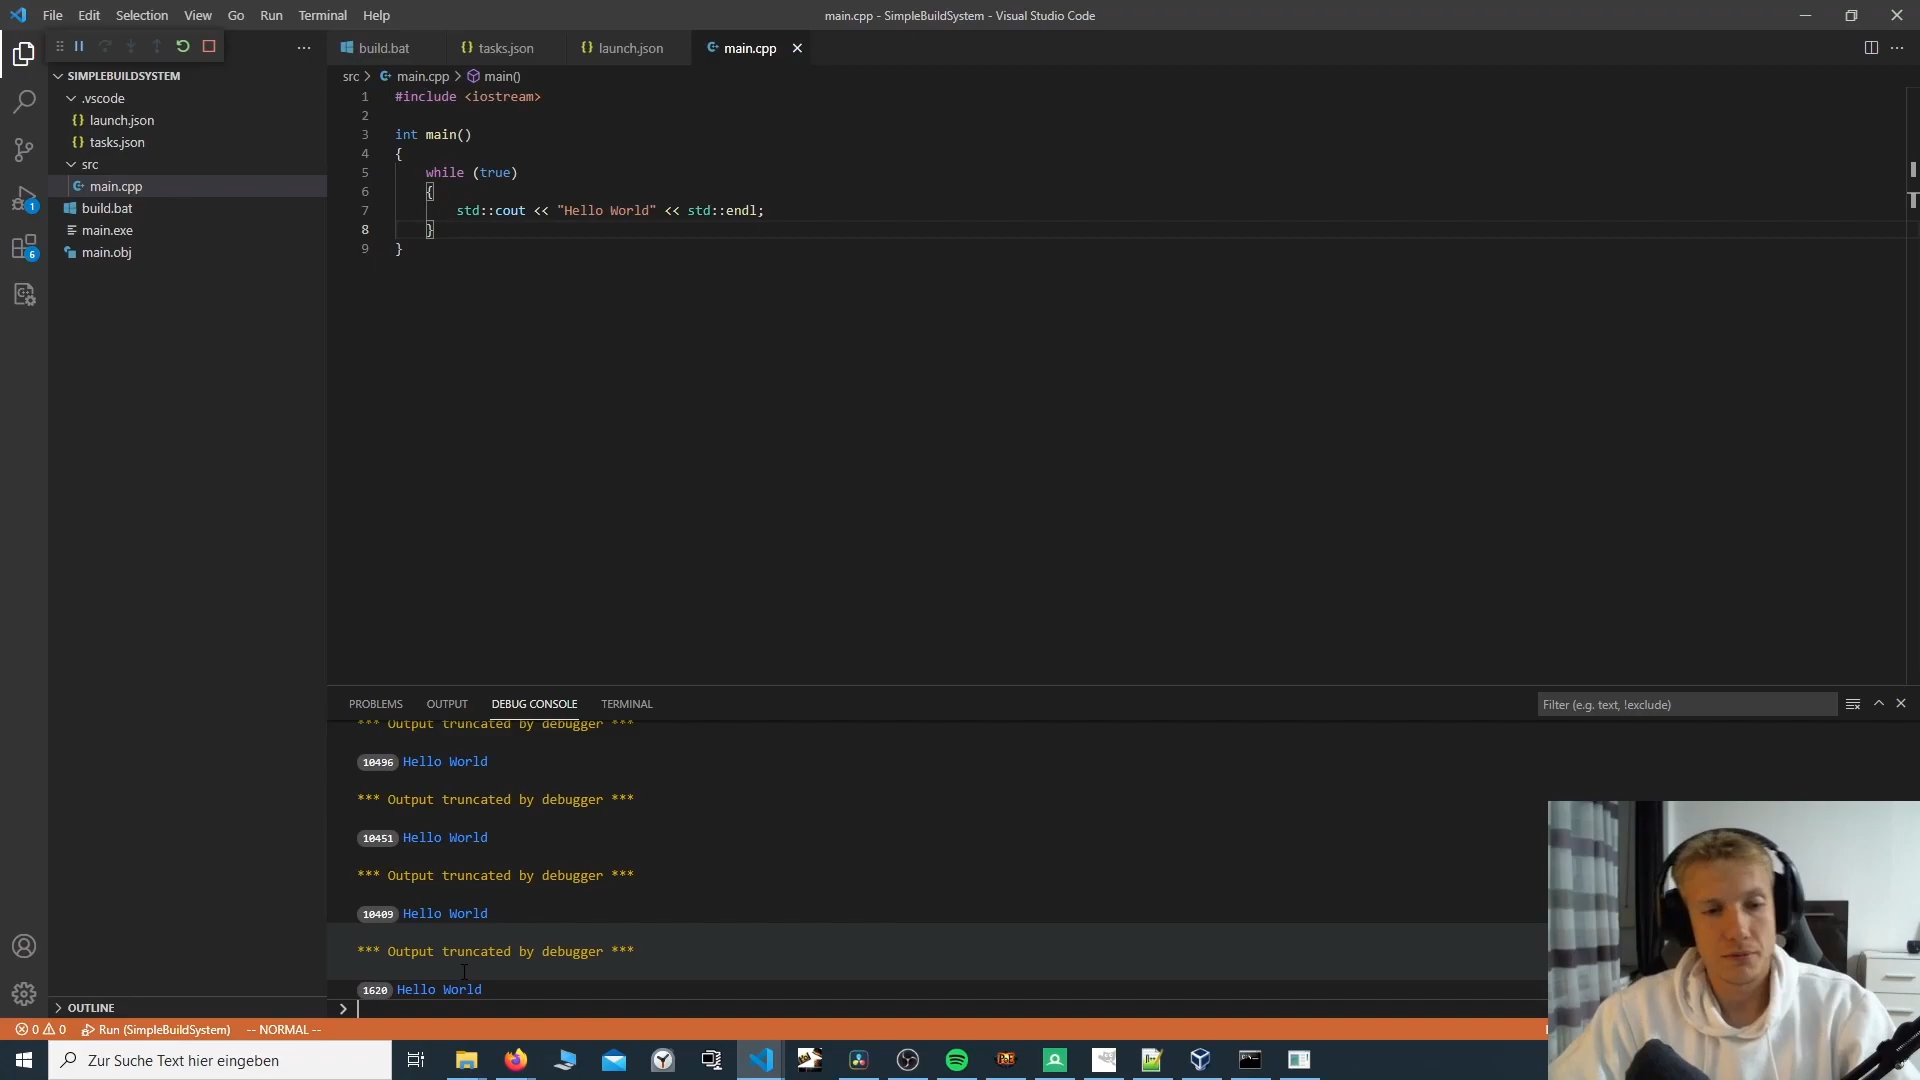 File Edit Selection View Go Run Terminal Help
main.cpp - SimpleBuildSystem - Visual Studio Code
build.bat
tasks.json
launch.json
main.cpp
SIMPLEBUILDSYSTEM
.vscode
launch.json
tasks.json
src
main.cpp
build.bat
main.exe
main.obj
1
6
src > main.cpp > main()
1 #include <iostream>
2
3 int main()
4 {
5 while (true)
6 {
7 std::cout << "Hello World" << std::endl;
8 }
9 }
PROBLEMS OUTPUT DEBUG CONSOLE TERMINAL
Filter (e.g. text, !exclude)
*** Output truncated by debugger ***
10496 Hello World
*** Output truncated by debugger ***
10451 Hello World
*** Output truncated by debugger ***
10409 Hello World
*** Output truncated by debugger ***
1620 Hello World
>
OUTLINE
0 0 Run (SimpleBuildSystem) -- NORMAL --
Zur Suche Text hier eingeben